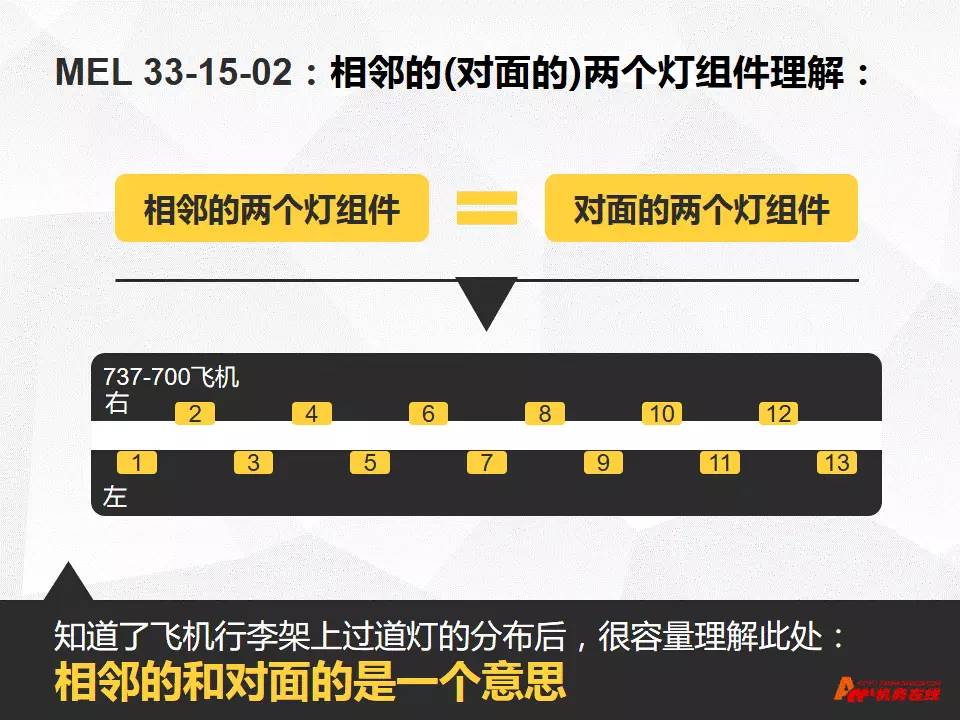 MEL 33-15-02：相邻的(对面的)两个灯组件理解：
相邻的两个灯组件 = 对面的两个灯组件
737-700飞机
右
2 4 6 8 10 12
1 3 5 7 9 11 13
左
知道了飞机行李架上过道灯的分布后，很容量理解此处：
相邻的和对面的是一个意思
机务在线